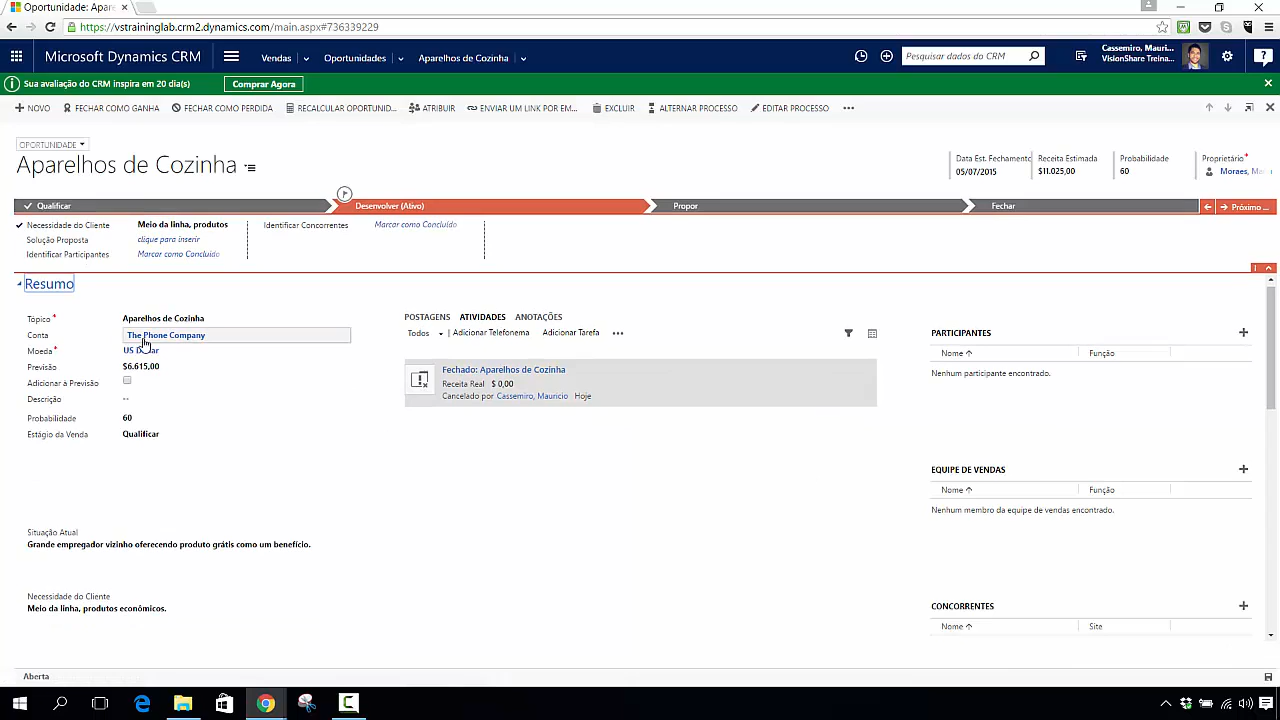 Oportunidade: Apar
https://vstraininglab.crm2.dynamics.com/main.aspx#736339229
Microsoft Dynamics CRM
Vendas
Oportunidades
Aparelhos de Cozinha
Pesquisar dados do CRM
Cassemiro, Mauri...
VisionShare Treina...
Sua avaliação do CRM inspira em 20 dia(s)
Comprar Agora
NOVO
FECHAR COMO GANHA
FECHAR COMO PERDIDA
RECALCULAR OPORTUNID...
ATRIBUIR
ENVIAR UM LINK POR EM...
EXCLUIR
ALTERNAR PROCESSO
EDITAR PROCESSO
OPORTUNIDADE
Aparelhos de Cozinha
Data Est. Fechamento
05/07/2015
Receita Estimada
$11.025,00
Probabilidade
60
Proprietário*
Moraes, Ma
Qualificar
Desenvolver (Ativo)
Propor
Fechar
Próximo ...
Necessidade do Cliente Meio da linha, produtos
Solução Proposta clique para inserir
Identificar Participantes Marcar como Concluído
Identificar Concorrentes Marcar como Concluído
Resumo
Tópico * Aparelhos de Cozinha
Conta The Phone Company
Moeda* US Dollar
Previsão $6.615,00
Adicionar à Previsão
Descrição --
Probabilidade 60
Estágio da Venda Qualificar
Situação Atual
Grande empregador vizinho oferecendo produto grátis como um benefício.
Necessidade do Cliente
Meio da linha, produtos econômicos.
POSTAGENS ATIVIDADES ANOTAÇÕES
Todos Adicionar Telefonema Adicionar Tarefa
Fechado: Aparelhos de Cozinha
Receita Real $ 0,00
Cancelado por Cassemiro, Mauricio Hoje
PARTICIPANTES
Nome Função
Nenhum participante encontrado.
EQUIPE DE VENDAS
Nome Função
Nenhum membro da equipe de vendas encontrado.
CONCORRENTES
Nome Site
Aberta